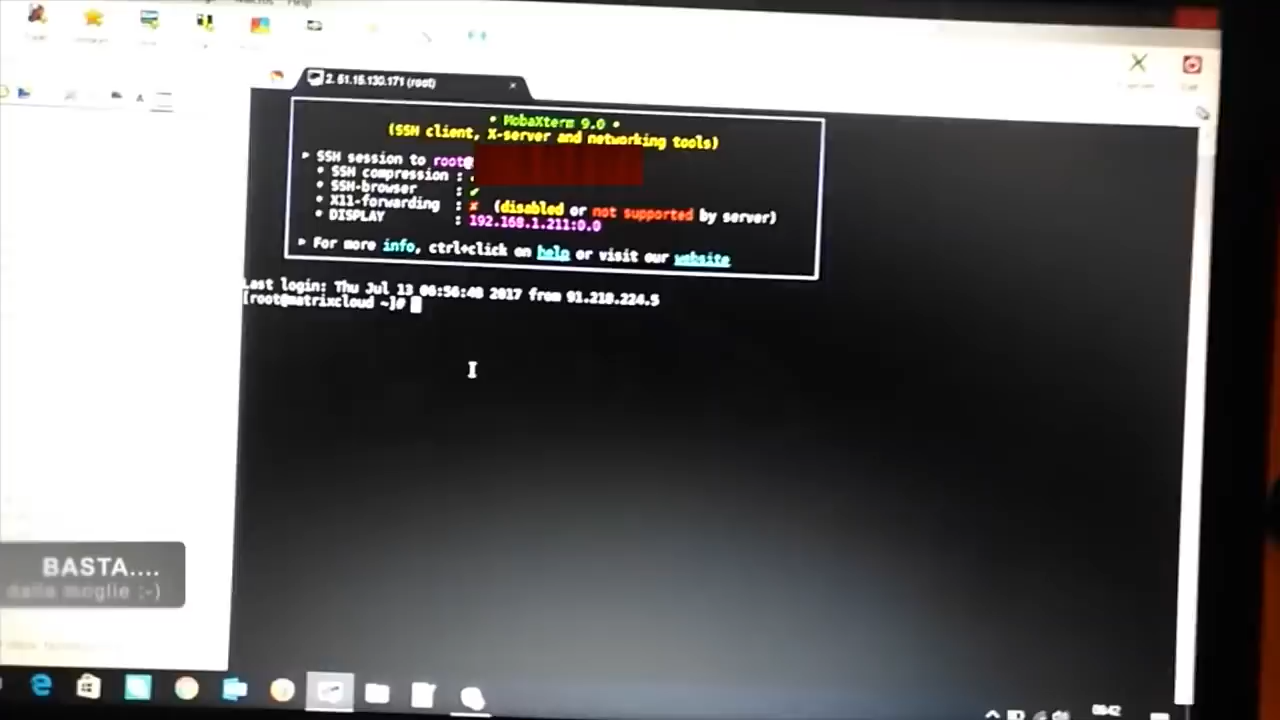 2. 51.15.130.171 (root)
• MobaXterm 9.0 •
(SSH client, X-server and networking tools)
► SSH session to root@
• SSH compression :
• SSH-browser : ✔
• X11-forwarding : ✘ (disabled or not supported by server)
• DISPLAY : 192.168.1.211:0.0
► For more info, ctrl+click on help or visit our website
Last login: Thu Jul 13 06:56:48 2017 from 91.218.224.5
[root@matrixcloud ~]#
BASTA....
dalla moglie :-)